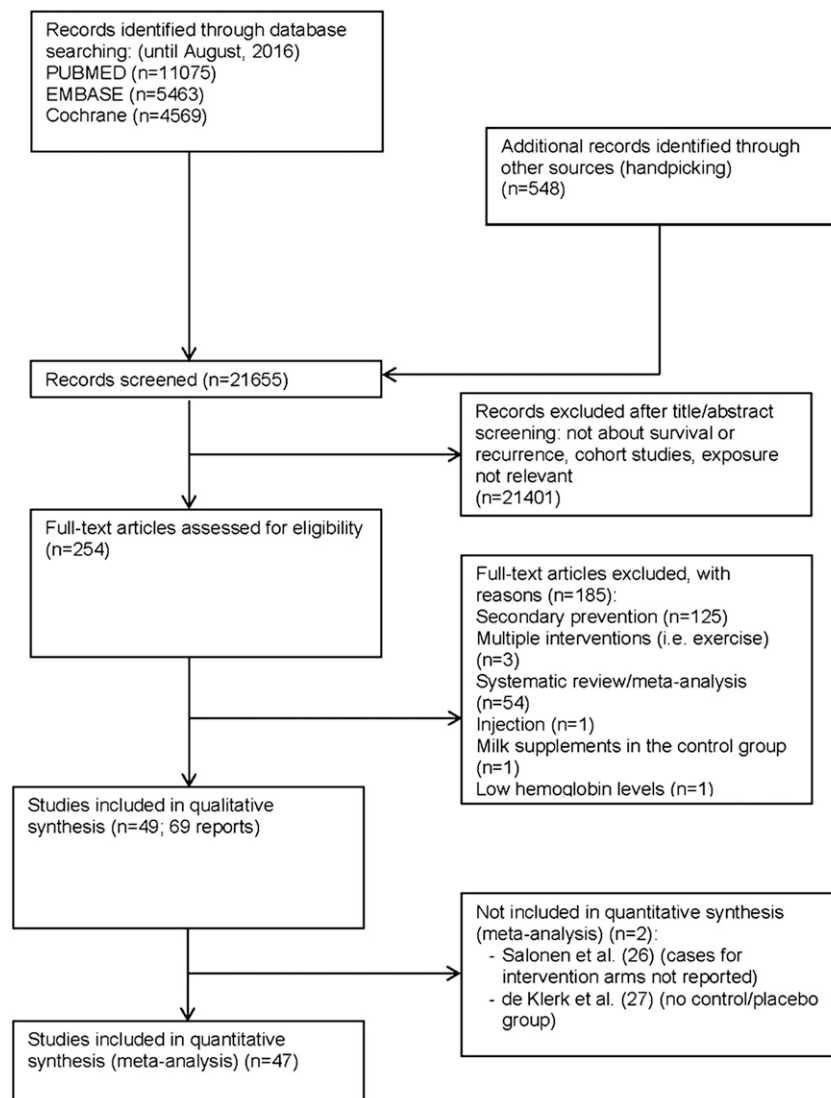 Records identified through database
searching: (until August, 2016)
PUBMED (n=11075)
EMBASE (n=5463)
Cochrane (n=4569)
Additional records identified through
other sources (handpicking)
(n=548)
Records screened (n=21655)
Records excluded after title/abstract
screening: not about survival or
recurrence, cohort studies, exposure
not relevant
(n=21401)
Full-text articles assessed for eligibility
(n=254)
Full-text articles excluded, with
reasons (n=185):
Secondary prevention (n=125)
Multiple interventions (i.e. exercise)
(n=3)
Systematic review/meta-analysis
(n=54)
Injection (n=1)
Milk supplements in the control group
(n=1)
Low hemoglobin levels (n=1)
Studies included in qualitative
synthesis (n=49; 69 reports)
Not included in quantitative synthesis
(meta-analysis) (n=2):
- Salonen et al. (26) (cases for
intervention arms not reported)
- de Klerk et al. (27) (no control/placebo
group)
Studies included in quantitative
synthesis (meta-analysis) (n=47)